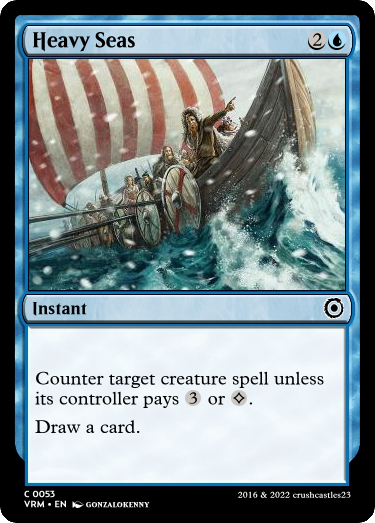 Heavy Seas 2
Instant
Counter target creature spell unless
its controller pays 3 or .
Draw a card.
C 0053
VRM • EN GONZALOKENNY
2016 & 2022 crushcastles23